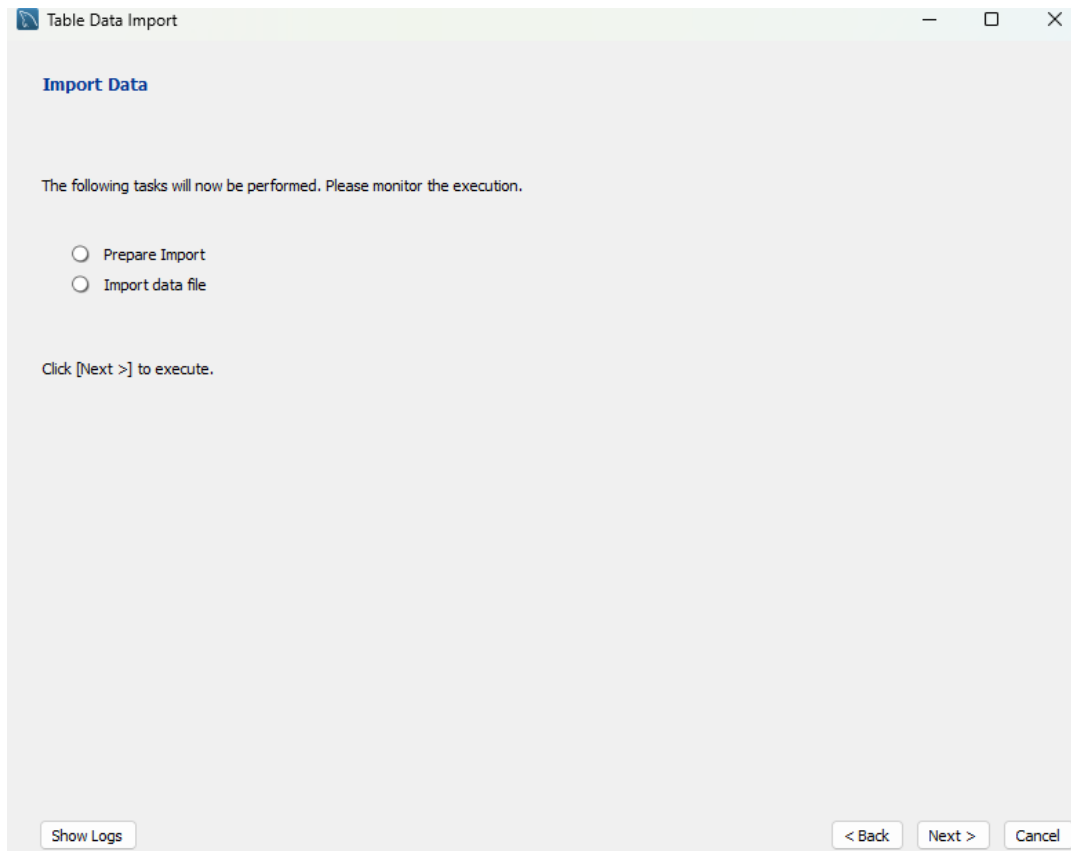 Table Data Import
Import Data
The following tasks will now be performed. Please monitor the execution.
Prepare Import
Import data file
Click [Next >] to execute.
Show Logs
< Back
Next >
Cancel